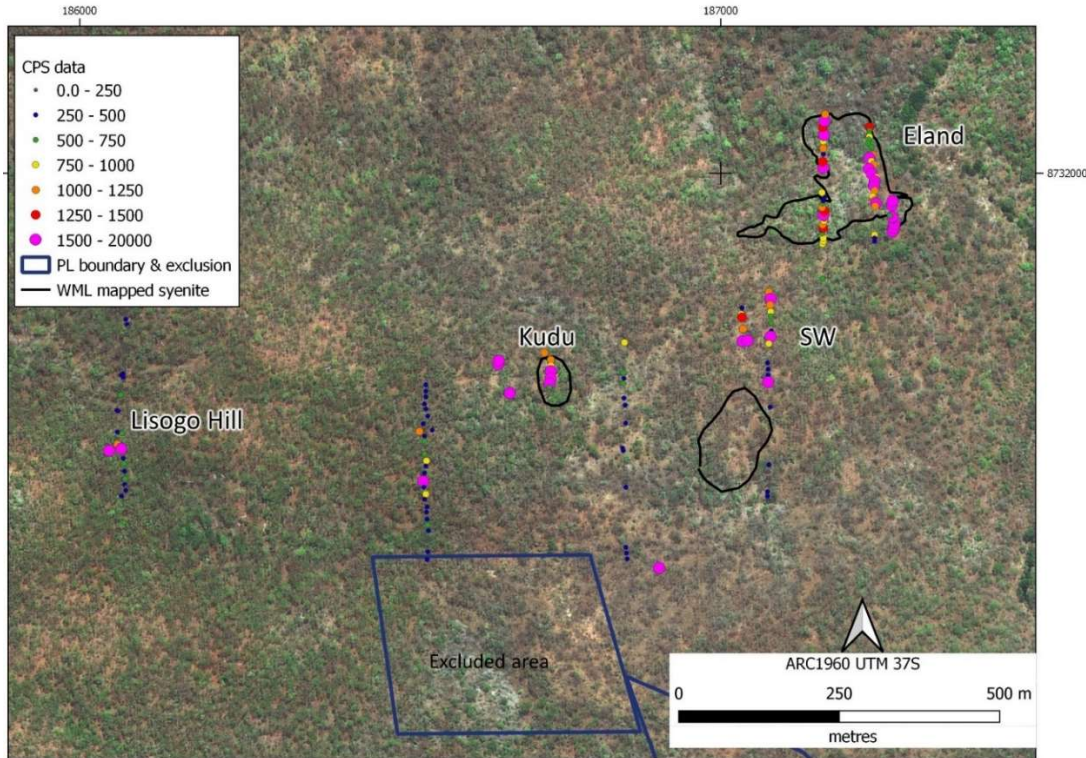 186000
187000
CPS data
0.0 - 250
250 - 500
500 - 750
750 - 1000
1000 - 1250
1250 - 1500
1500 - 20000
PL boundary & exclusion
WML mapped syenite
Eland
8732000
Kudu
SW
Lisogo Hill
Excluded area
ARC1960 UTM 37S
0 250 500 m
metres